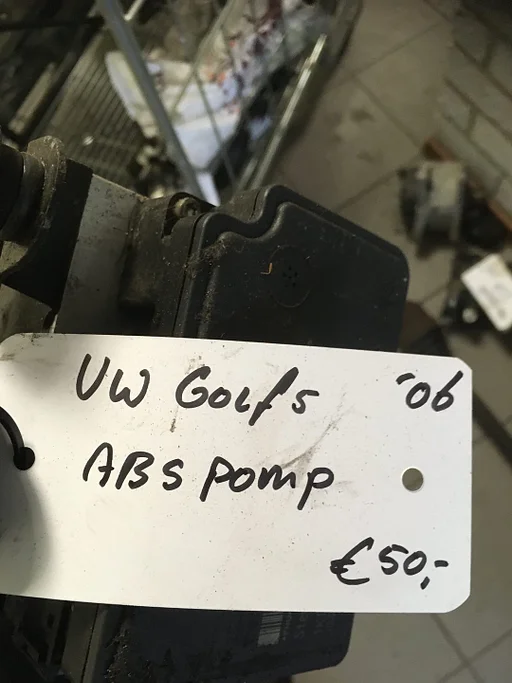 VW Golf 5 '06
ABS pomp
€50,-